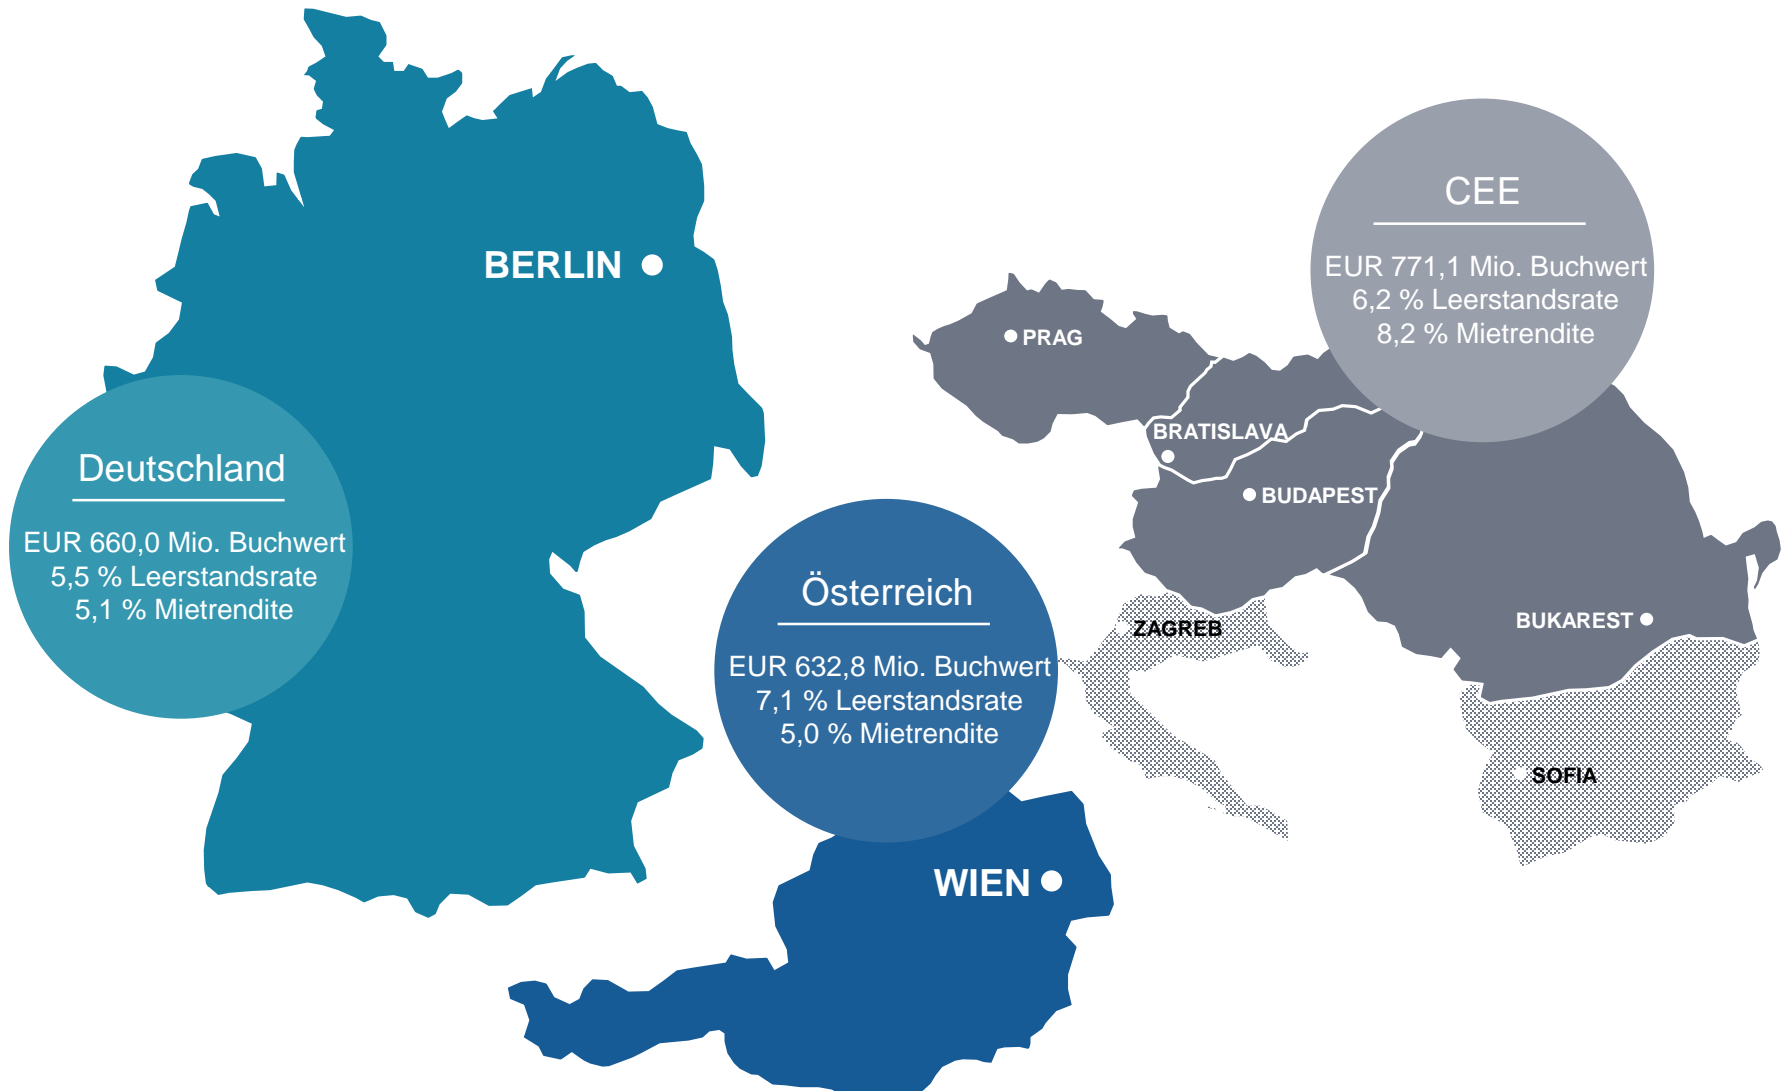 BERLIN
CEE
EUR 771,1 Mio. Buchwert
6,2 % Leerstandsrate
8,2 % Mietrendite
PRAG
BRATISLAVA
BUDAPEST
Deutschland
EUR 660,0 Mio. Buchwert
5,5 % Leerstandsrate
5,1 % Mietrendite
Österreich
EUR 632,8 Mio. Buchwert
7,1 % Leerstandsrate
5,0 % Mietrendite
ZAGREB
BUKAREST
SOFIA
WIEN